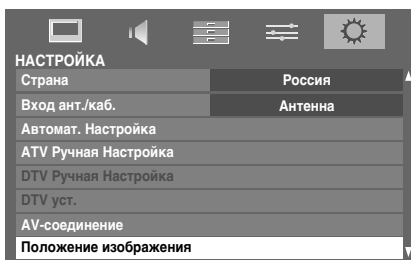 НАСТРОЙКА
Страна Россия
Вход ант./каб. Антенна
Автомат. Настройка
ATV Ручная Настройка
DTV Ручная Настройка
DTV уст.
AV-соединение
Положение изображения